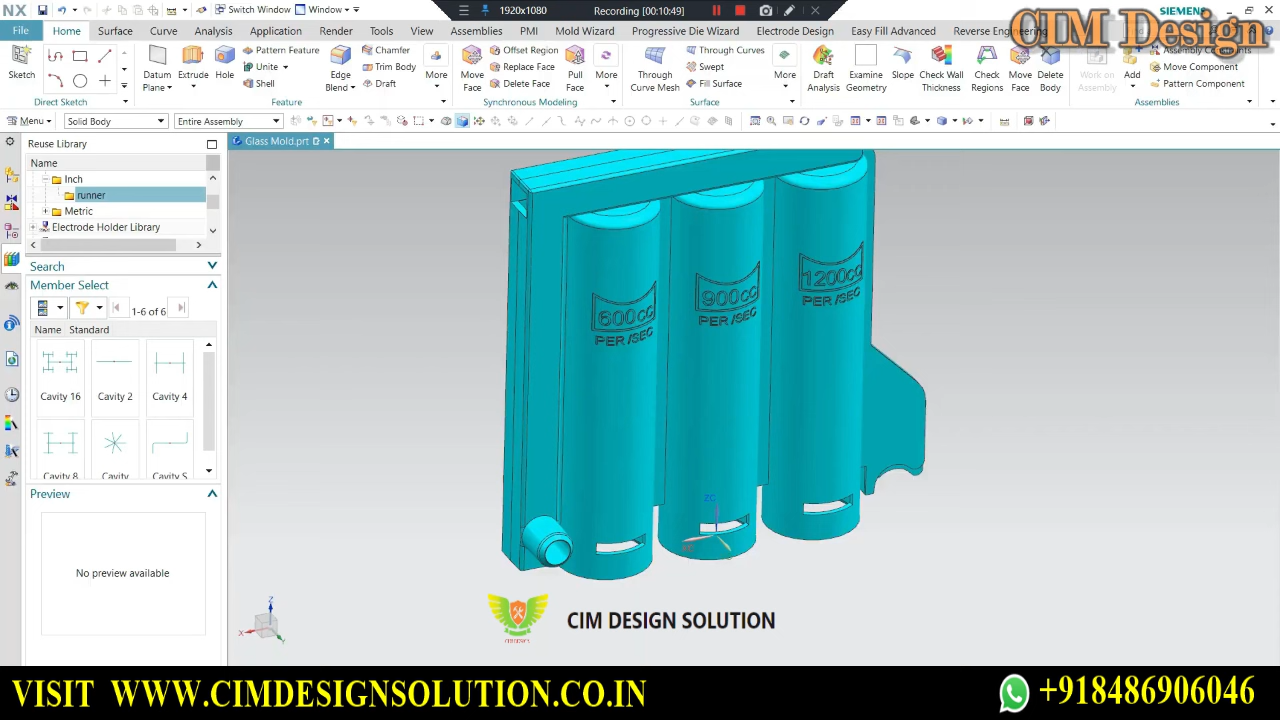 NX
Switch Window
Window
1920x1080
Recording [00:10:49]
SIEMENS
CIM Design
File
Home
Surface
Curve
Analysis
Application
Render
Tools
View
Assemblies
PMI
Mold Wizard
Progressive Die Wizard
Electrode Design
Easy Fill Advanced
Reverse Engineering
Sketch
Datum
Plane
Extrude
Hole
Pattern Feature
Unite
Shell
Edge
Blend
Chamfer
Trim Body
Draft
More
Move
Face
Offset Region
Replace Face
Delete Face
Pull
Face
More
Through
Curve Mesh
Through Curves
Swept
Fill Surface
More
Draft
Analysis
Examine
Geometry
Slope
Check Wall
Thickness
Check
Regions
Move
Face
Delete
Body
Work on
Assembly
Add
Assembly Constraints
Move Component
Pattern Component
Direct Sketch
Feature
Synchronous Modeling
Surface
Assemblies
Menu
Solid Body
Entire Assembly
Reuse Library
Glass Mold.prt
Name
Inch
runner
Metric
Electrode Holder Library
Search
Member Select
1-6 of 6
Name Standard
Cavity 16
Cavity 2
Cavity 4
Cavity 8
Cavity
Cavity S
Preview
No preview available
600cc
PER /SEC
900cc
PER /SEC
1200cc
PER /SEC
ZC
Z
X
Y
CIM DESIGN SOLUTION
VISIT WWW.CIMDESIGNSOLUTION.CO.IN
+918486906046